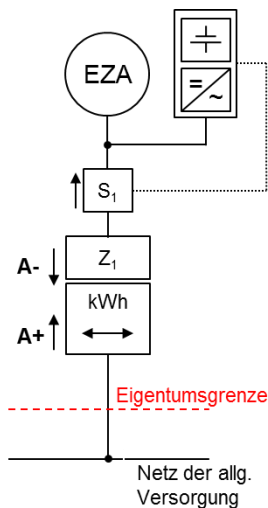 EZA
=
~
S1
Z1
A-
kWh
A+
Eigentumsgrenze
Netz der allg.
Versorgung